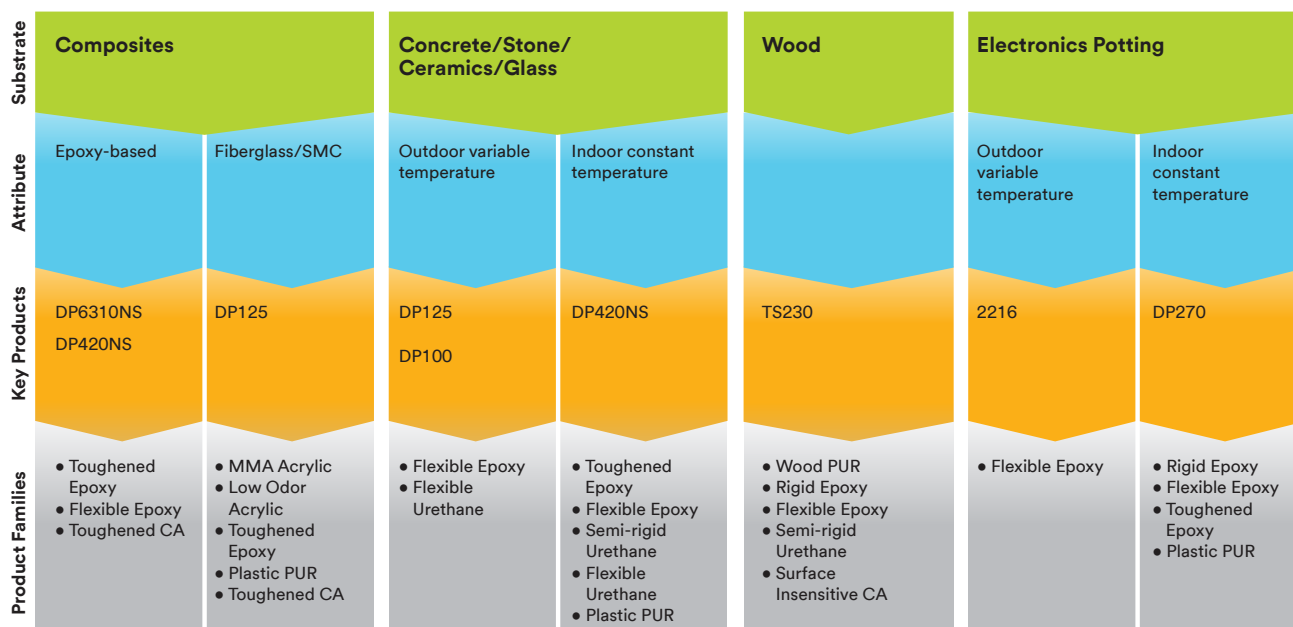 Substrate
Composites
Concrete/Stone/
Ceramics/Glass
Wood
Electronics Potting
Attribute
Epoxy-based
Fiberglass/SMC
Outdoor variable
temperature
Indoor constant
temperature
Outdoor
variable
temperature
Indoor
constant
temperature
Key Products
DP6310NS
DP420NS
DP125
DP125
DP100
DP420NS
TS230
2216
DP270
Product Families
● Toughened
Epoxy
● Flexible Epoxy
● Toughened CA
● MMA Acrylic
● Low Odor
Acrylic
● Toughened
Epoxy
● Plastic PUR
● Toughened CA
● Flexible Epoxy
● Flexible
Urethane
● Toughened
Epoxy
● Flexible Epoxy
● Semi-rigid
Urethane
● Flexible
Urethane
● Plastic PUR
● Wood PUR
● Rigid Epoxy
● Flexible Epoxy
● Semi-rigid
Urethane
● Surface
Insensitive CA
● Flexible Epoxy
● Rigid Epoxy
● Flexible Epoxy
● Toughened
Epoxy
● Plastic PUR